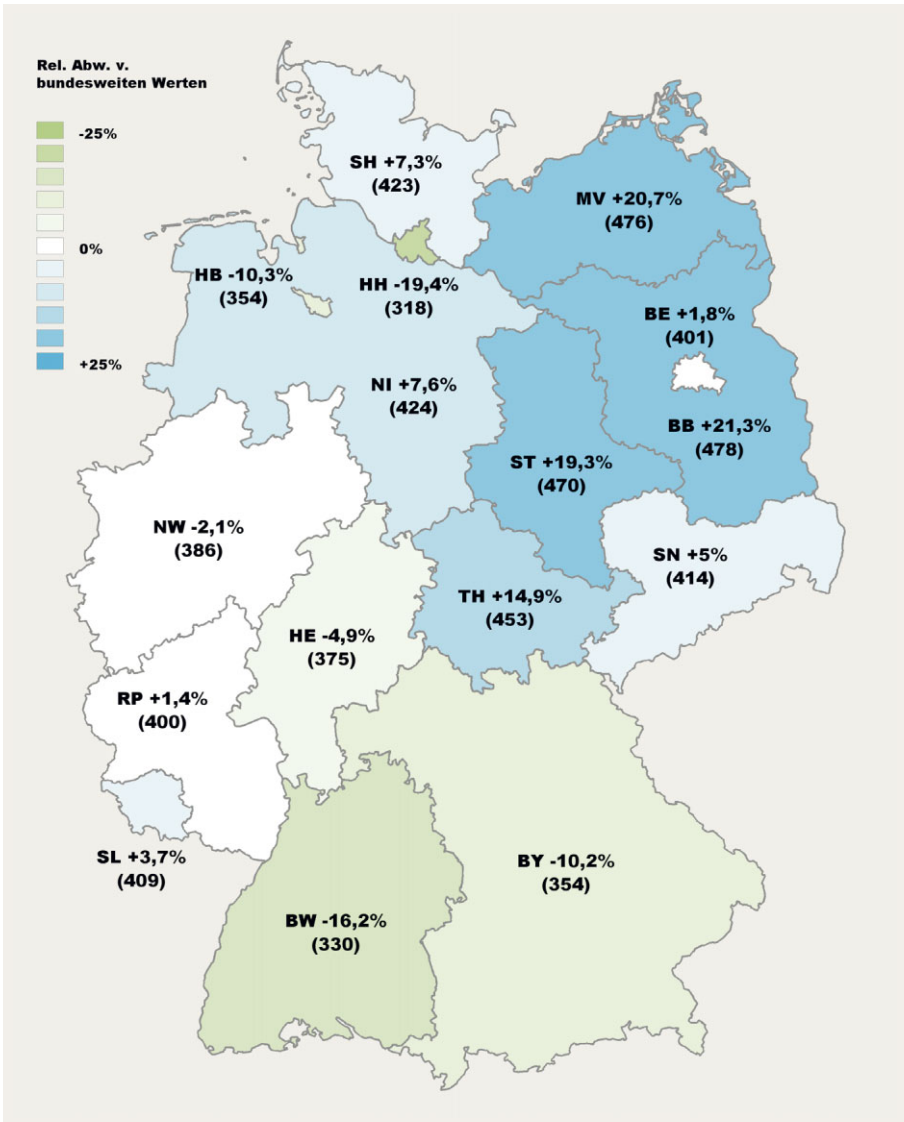 Rel. Abw. v.
bundesweiten Werten
-25%
0%
+25%
SH +7,3%
(423)
MV +20,7%
(476)
HB -10,3%
(354)
HH -19,4%
(318)
BE +1,8%
(401)
NI +7,6%
(424)
BB +21,3%
(478)
ST +19,3%
(470)
NW -2,1%
(386)
SN +5%
(414)
TH +14,9%
(453)
HE -4,9%
(375)
RP +1,4%
(400)
SL +3,7%
(409)
BY -10,2%
(354)
BW -16,2%
(330)